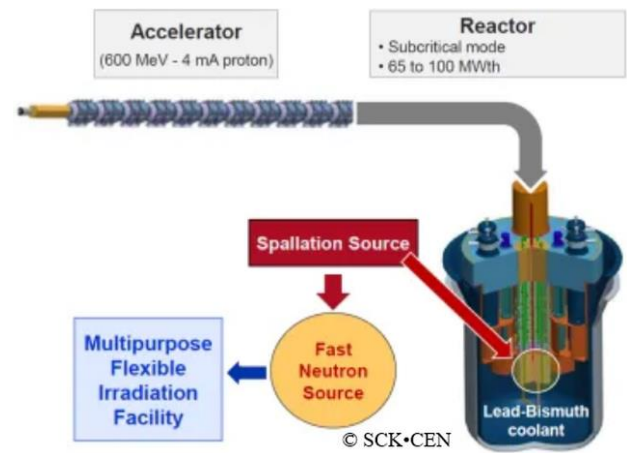 Accelerator
(600 MeV - 4 mA proton)
Reactor
• Subcritical mode
• 65 to 100 MWth
Spallation Source
Multipurpose
Flexible
Irradiation
Facility
Fast
Neutron
Source
Lead-Bismuth
coolant
© SCK•CEN